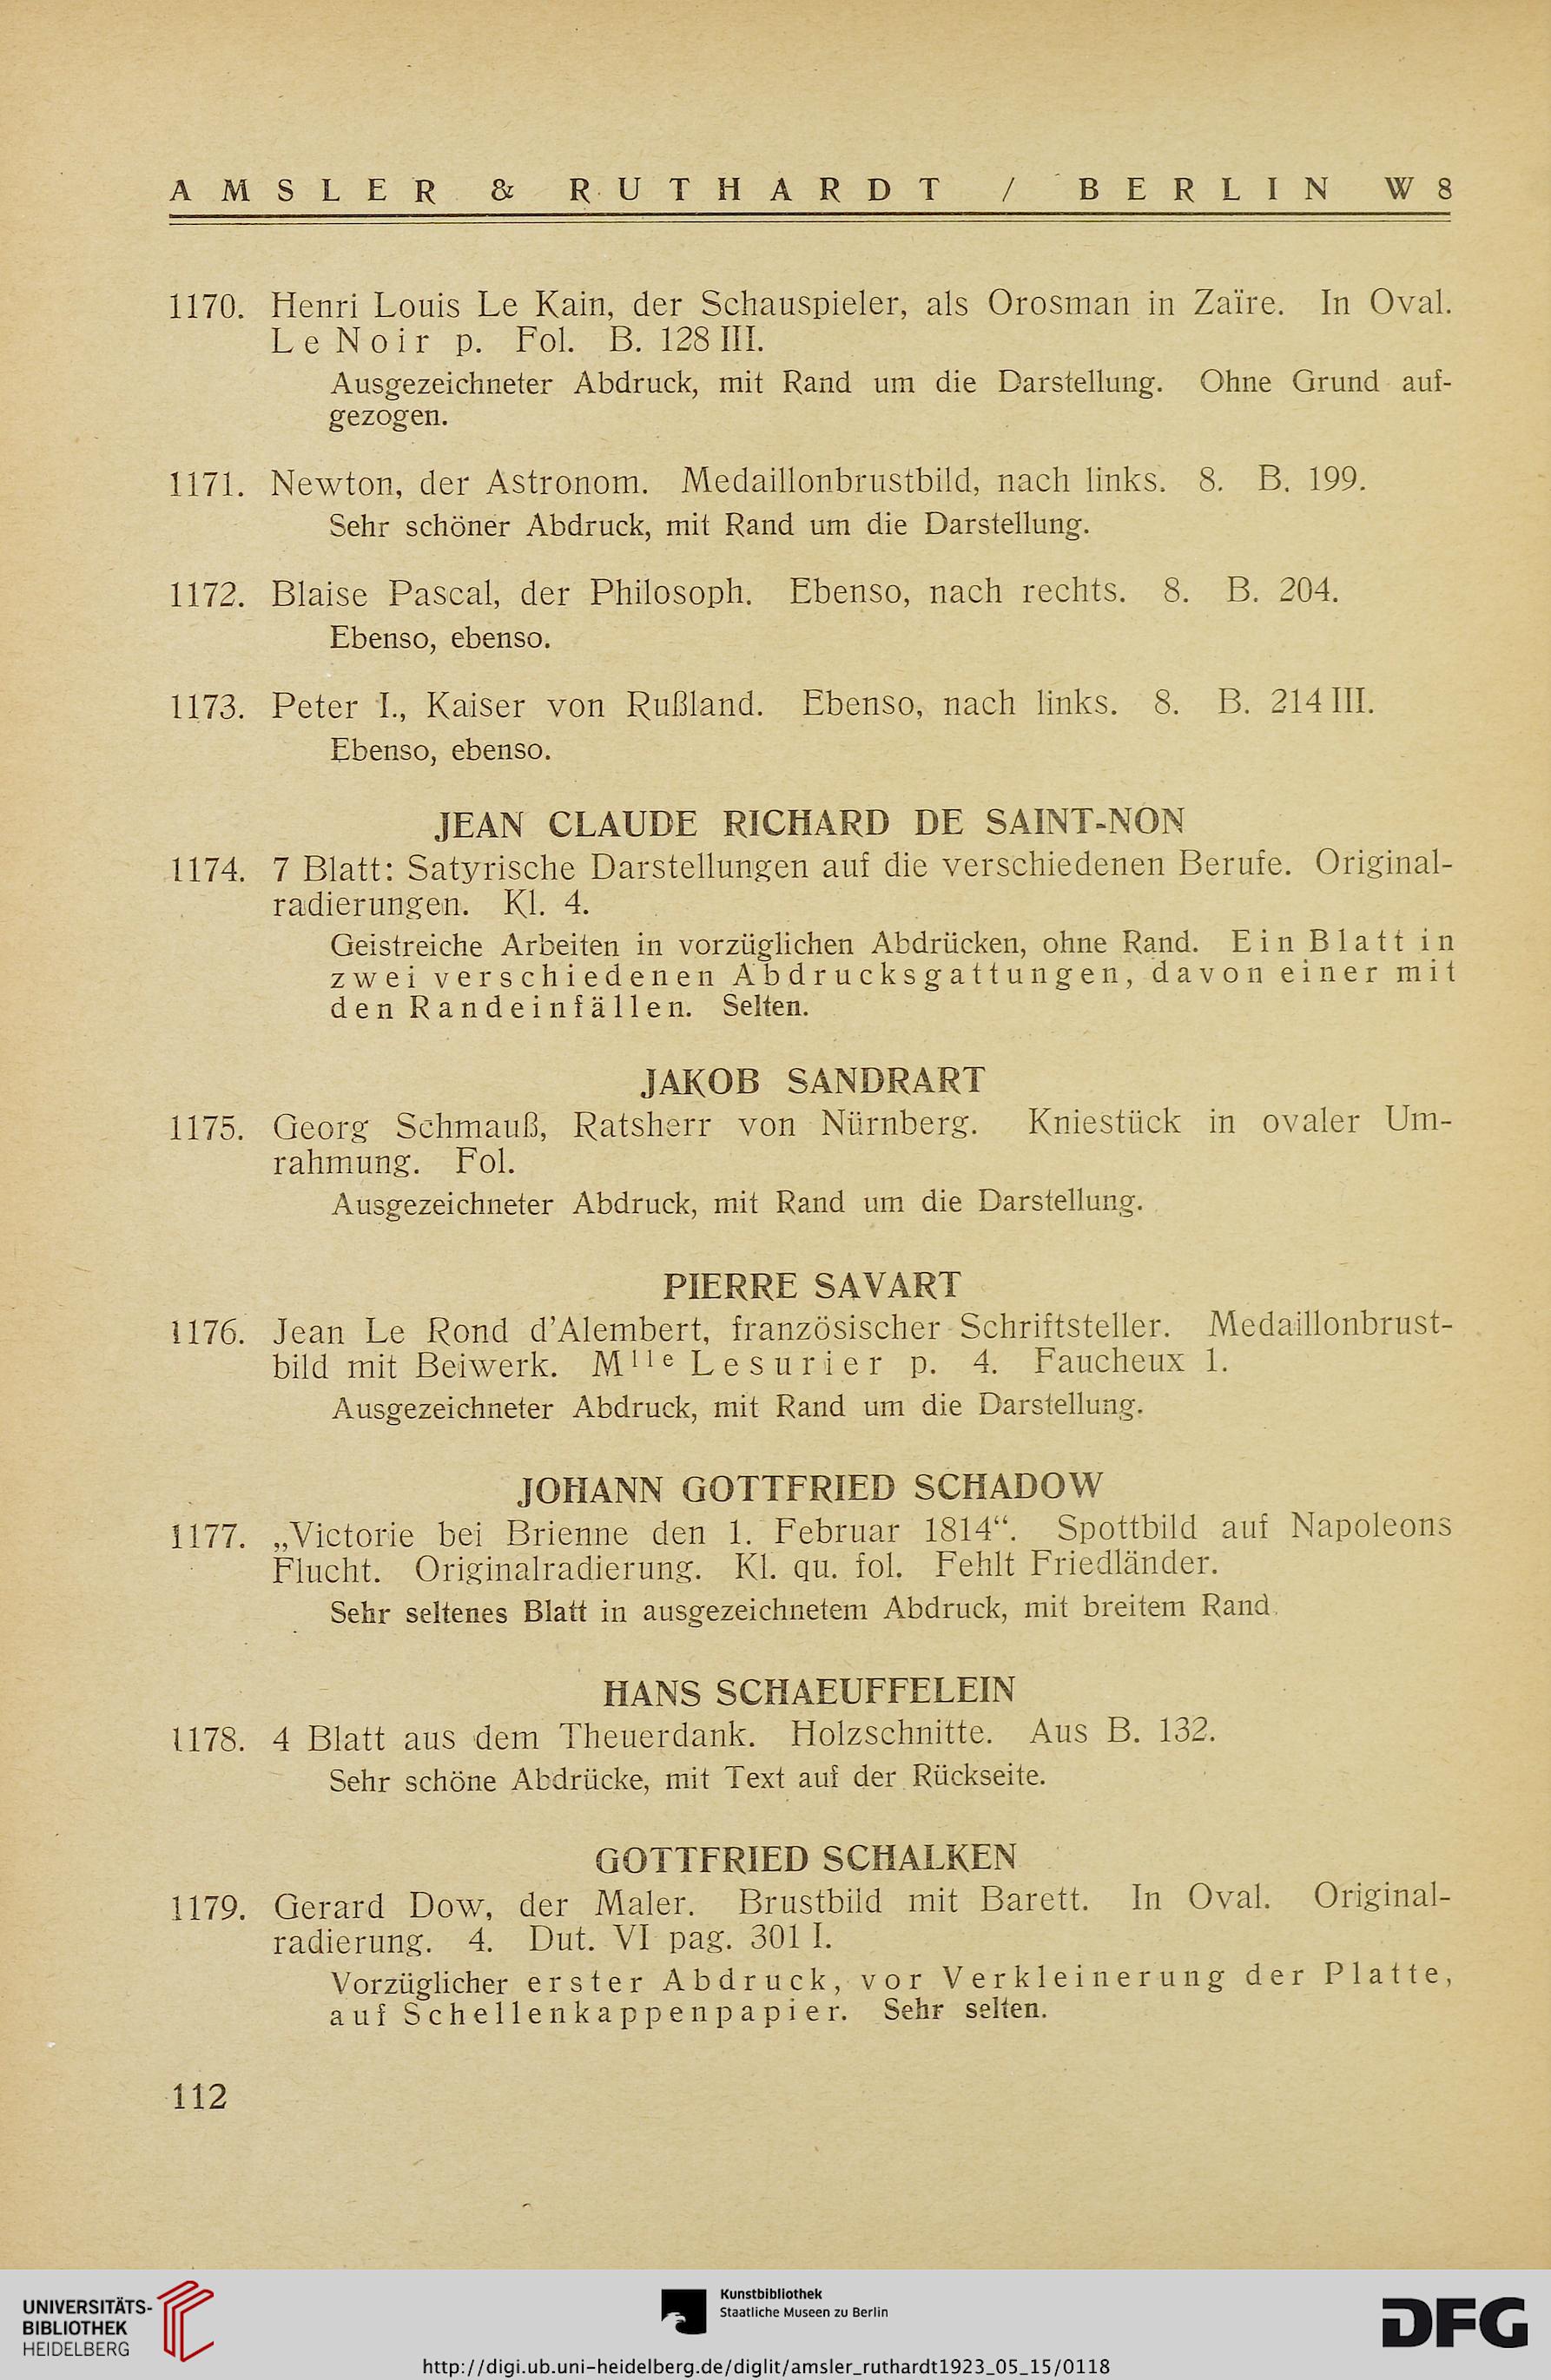 AMSLER & RUTHARDT / BERLIN W 8
1170. Henri Louis Le Kain, der Schauspieler, als Orosman in Zaïre. In Oval.
Le Noir p. Fol. B. 128 III.
Ausgezeichneter Abdruck, mit Rand um die Darstellung. Ohne Grund auf-
gezogen.
1171. Newton, der Astronom. Medaillonbrustbild, nach links. 8. B. 199.
Sehr schöner Abdruck, mit Rand um die Darstellung.
1172. Blaise Pascal, der Philosoph. Ebenso, nach rechts. 8. B. 204.
Ebenso, ebenso.
1173. Peter I., Kaiser von Rußland. Ebenso, nach links. 8. B. 214 III.
Ebenso, ebenso.
JEAN CLAUDE RICHARD DE SAINT-NON
1174. 7 Blatt: Satyrische Darstellungen auf die verschiedenen Berufe. Original-
radierungen. Kl. 4.
Geistreiche Arbeiten in vorzüglichen Abdrücken, ohne Rand. Ein Blatt in
zwei verschiedenen Abdrucksgattungen, davon einer mit
den Randeinfällen. Selten.
JAKOB SANDRART
1175. Georg Schmauß, Ratsherr von Nürnberg. Kniestück in ovaler Um-
rahmung. Fol.
Ausgezeichneter Abdruck, mit Rand um die Darstellung.
PIERRE SAVART
1176. Jean Le Rond d'Alembert, französischer Schriftsteller. Medaillonbrust-
bild mit Beiwerk. Mlle Lesurier p. 4. Faucheux 1.
Ausgezeichneter Abdruck, mit Rand um die Darstellung.
JOHANN GOTTFRIED SCHADOW
1177. „Victorie bei Brienne den 1. Februar 1814“. Spottbild auf Napoleons
Flucht. Originalradierung. Kl. qu. fol. Fehlt Friedländer.
Sehr seltenes Blatt in ausgezeichnetem Abdruck, mit breitem Rand.
HANS SCHAEUFFELEIN
1178. 4 Blatt aus dem Theuerdank. Holzschnitte. Aus B. 132.
Sehr schöne Abdrücke, mit Text auf der Rückseite.
GOTTFRIED SCHALKEN
1179. Gerard Dow, der Maler. Brustbild mit Barett. In Oval. Original-
radierung. 4. Dut. VI pag. 301 I.
Vorzüglicher erster Abdruck, vor Verkleinerung der Platte,
auf Schellenkappenpapier. Sehr selten.
112
UNIVERSITÄTS-
BIBLIOTHEK
HEIDELBERG
Kunstbibliothek
Staatliche Museen zu Berlin
DFG
http://digi.ub.uni-heidelberg.de/diglit/amsler_ruthardt1923_05_15/0118